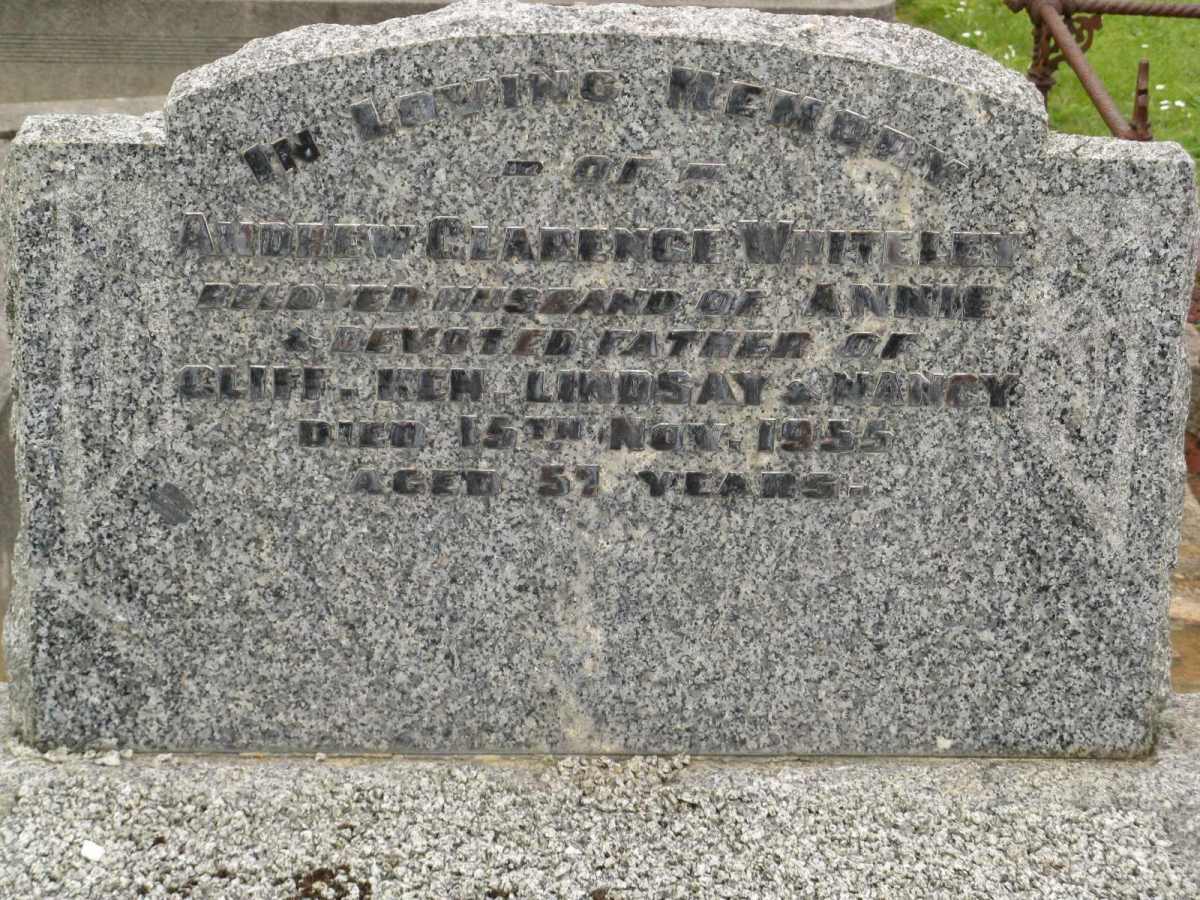 IN LOVING MEMORY
- OF -
ANDREW CLARENCE WHITELEY
BELOVED HUSBAND OF ANNIE
& DEVOTED FATHER OF
CLIFF, KEN, LINDSAY & NANCY
DIED 15TH NOV. 1955
AGED 57 YEARS.